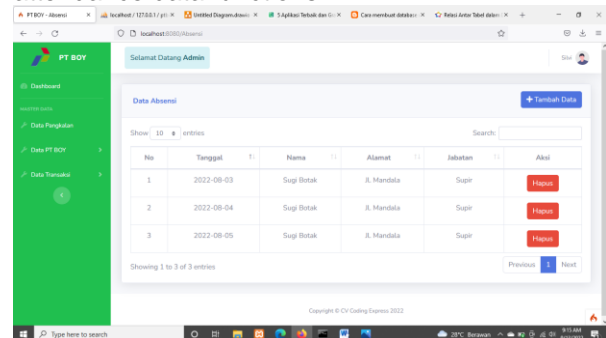 PT BOY - Absensi
localhost / 127.0.0.1 / pt b
Untitled Diagram.drawio
5 Aplikasi Terbaik dan Gr
Cara membuat database
Relasi Antar Tabel dalam
localhost:8080/Absensi
PT BOY
Selamat Datang Admin
Sov
Dashboard
MASTER DATA
Data Pangkalan
Data PT BOY
Data Transaksi
Data Absensi
+ Tambah Data
Show 10 entries
Search:
No Tanggal Nama Alamat Jabatan Aksi
1 2022-08-03 Sugi Botak Jl. Mandala Supir Hapus
2 2022-08-04 Sugi Botak Jl. Mandala Supir Hapus
3 2022-08-05 Sugi Botak Jl. Mandala Supir Hapus
Showing 1 to 3 of 3 entries
Previous 1 Next
Copyright © CV Coding Express 2022
Type here to search
28°C Berawan
9:15 AM